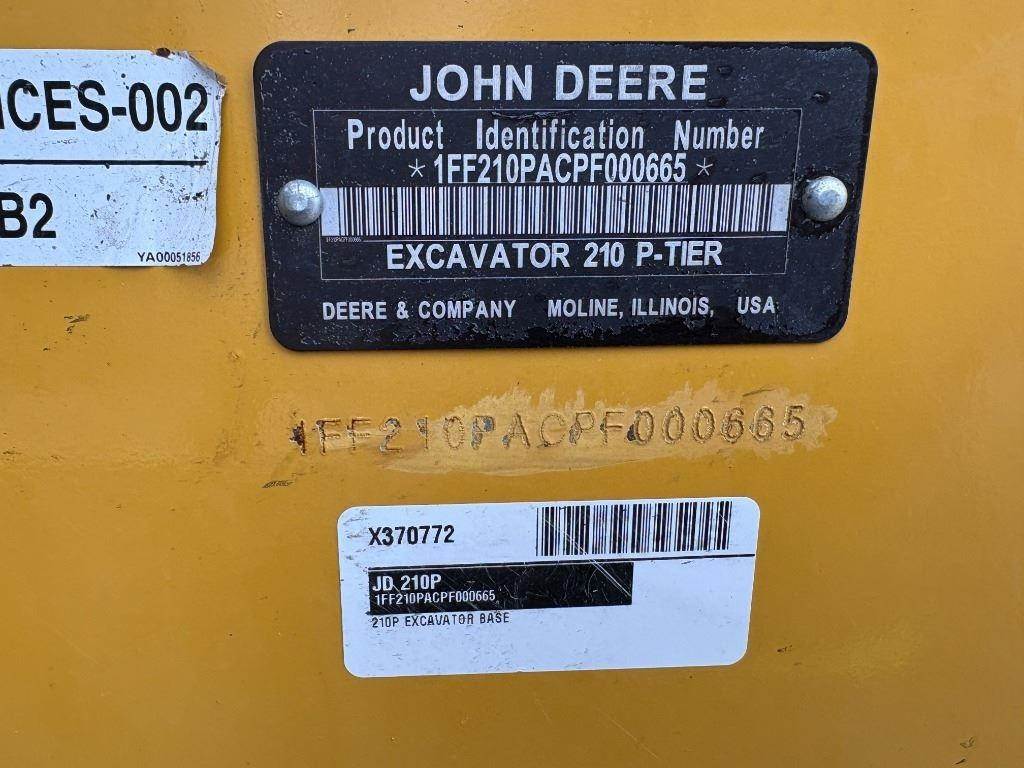 ICES-002
B2
YA00051856
JOHN DEERE
Product Identification Number
*1FF210PACPF000665*
EXCAVATOR 210 P-TIER
DEERE & COMPANY MOLINE, ILLINOIS, USA
1FF210PACPF000665
X370772
JD 210P
1FF210PACPF000665
210P EXCAVATOR BASE